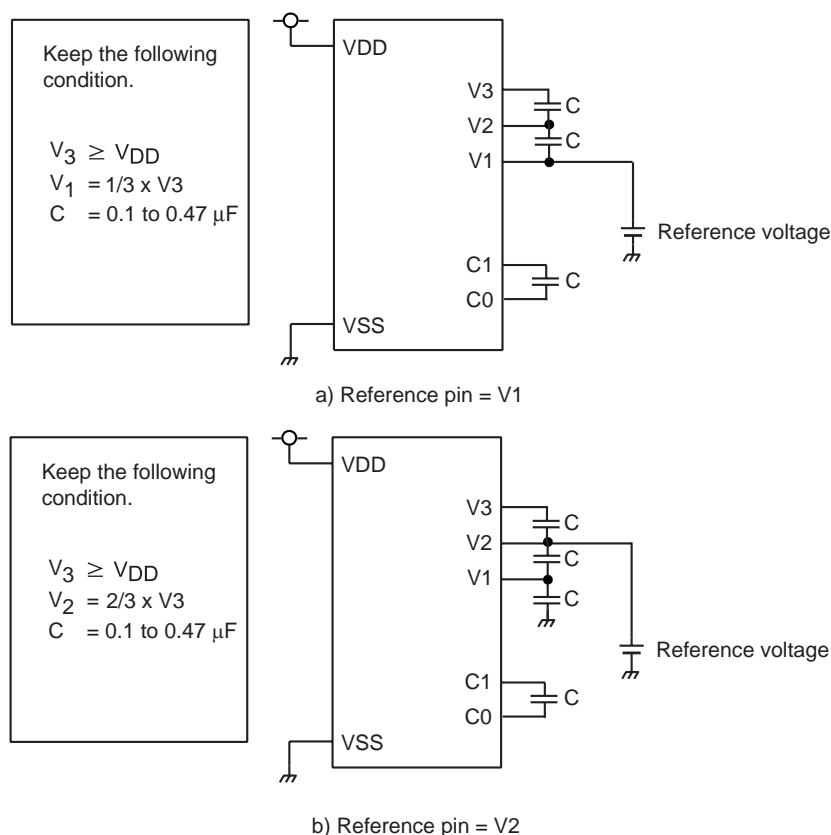 Keep the following
condition.
V3 ≥ VDD
V1 = 1/3 x V3
C = 0.1 to 0.47 μF
VDD
V3
C
V2
C
V1
Reference voltage
C1
C
C0
VSS
a) Reference pin = V1
Keep the following
condition.
V3 ≥ VDD
V2 = 2/3 x V3
C = 0.1 to 0.47 μF
VDD
V3
C
V2
C
V1
C
Reference voltage
C1
C
C0
VSS
b) Reference pin = V2